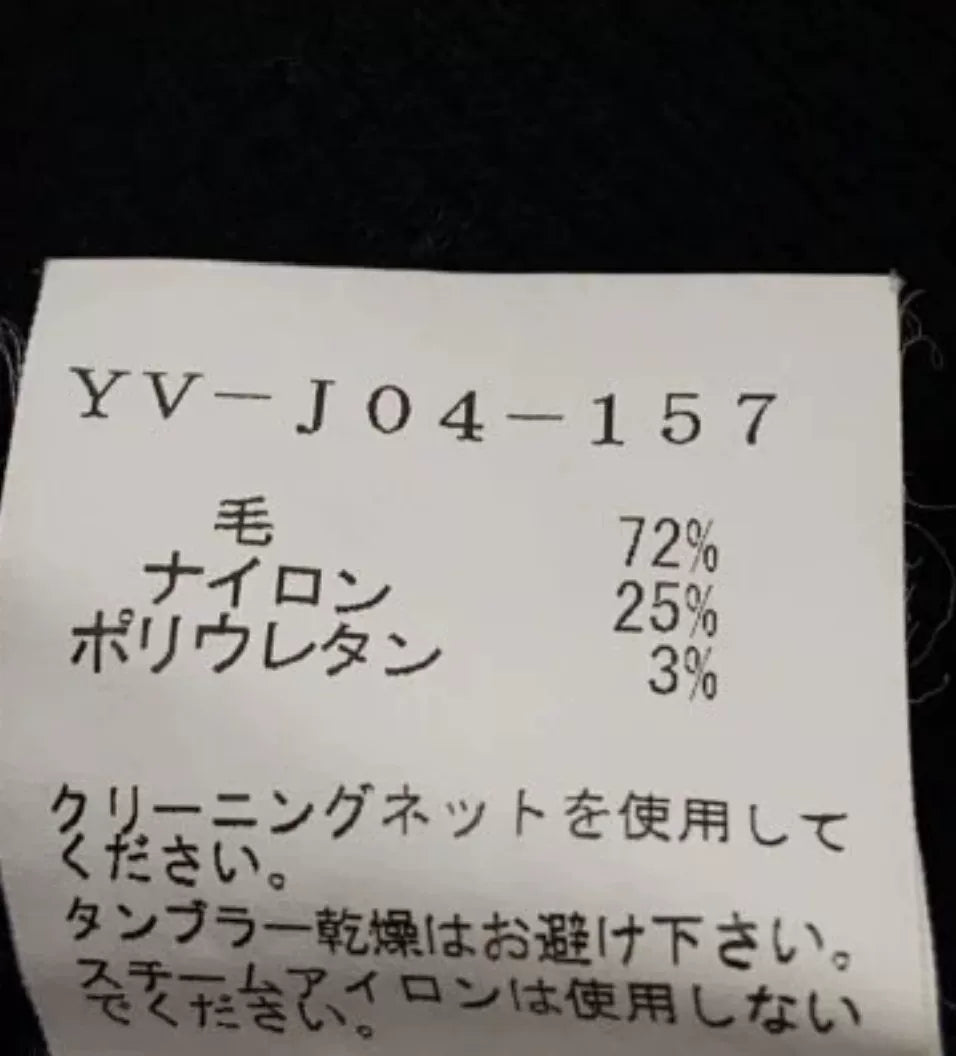 YV-J04-157
毛 72%
ナイロン 25%
ポリウレタン 3%
クリーニングネットを使用して
ください。
タンブラー乾燥はお避け下さい。
スチームアイロンは使用しない
でください。